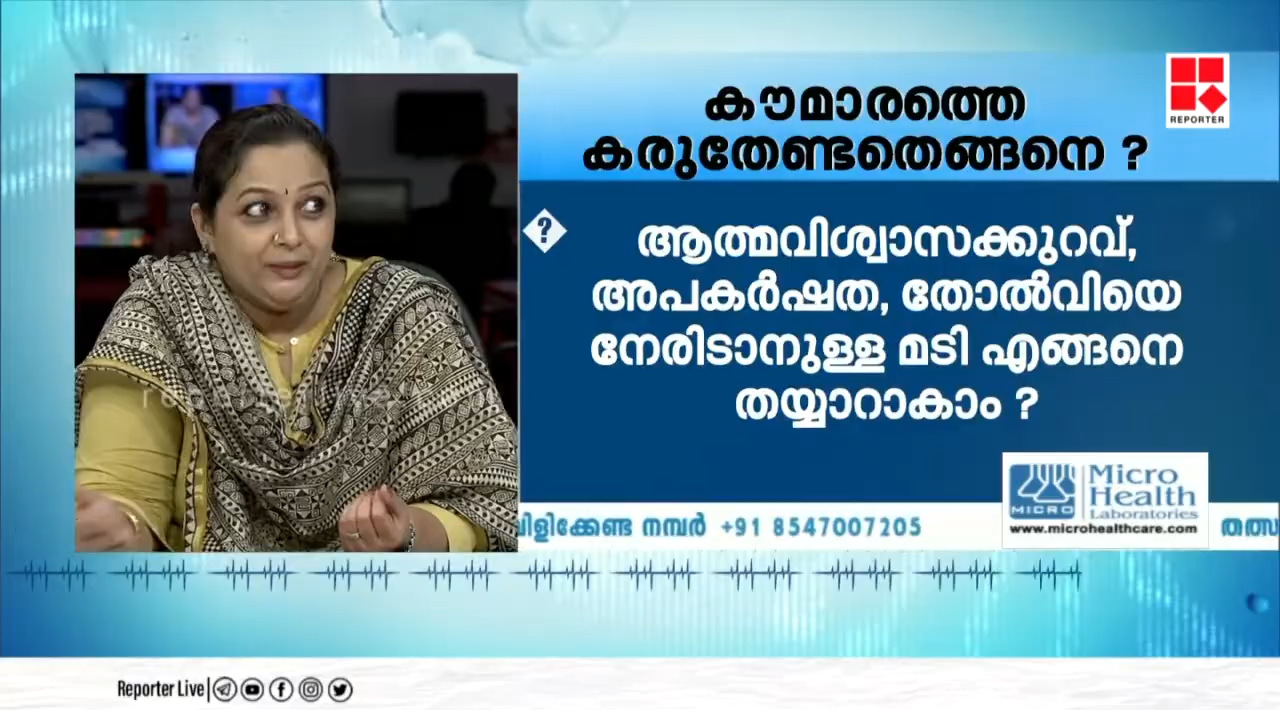 കൗമാരത്തെ
കരുതേണ്ടതെങ്ങനെ ?
REPORTER
?
ആത്മവിശ്വാസക്കുറവ്,
അപകർഷത, തോൽവിയെ
നേരിടാനുള്ള മടി എങ്ങനെ
തയ്യാറാകാം ?
MICRO
Micro
Health
Laboratories
www.microhealthcare.com
വിളിക്കേണ്ട നമ്പർ +91 8547007205
Reporter Live